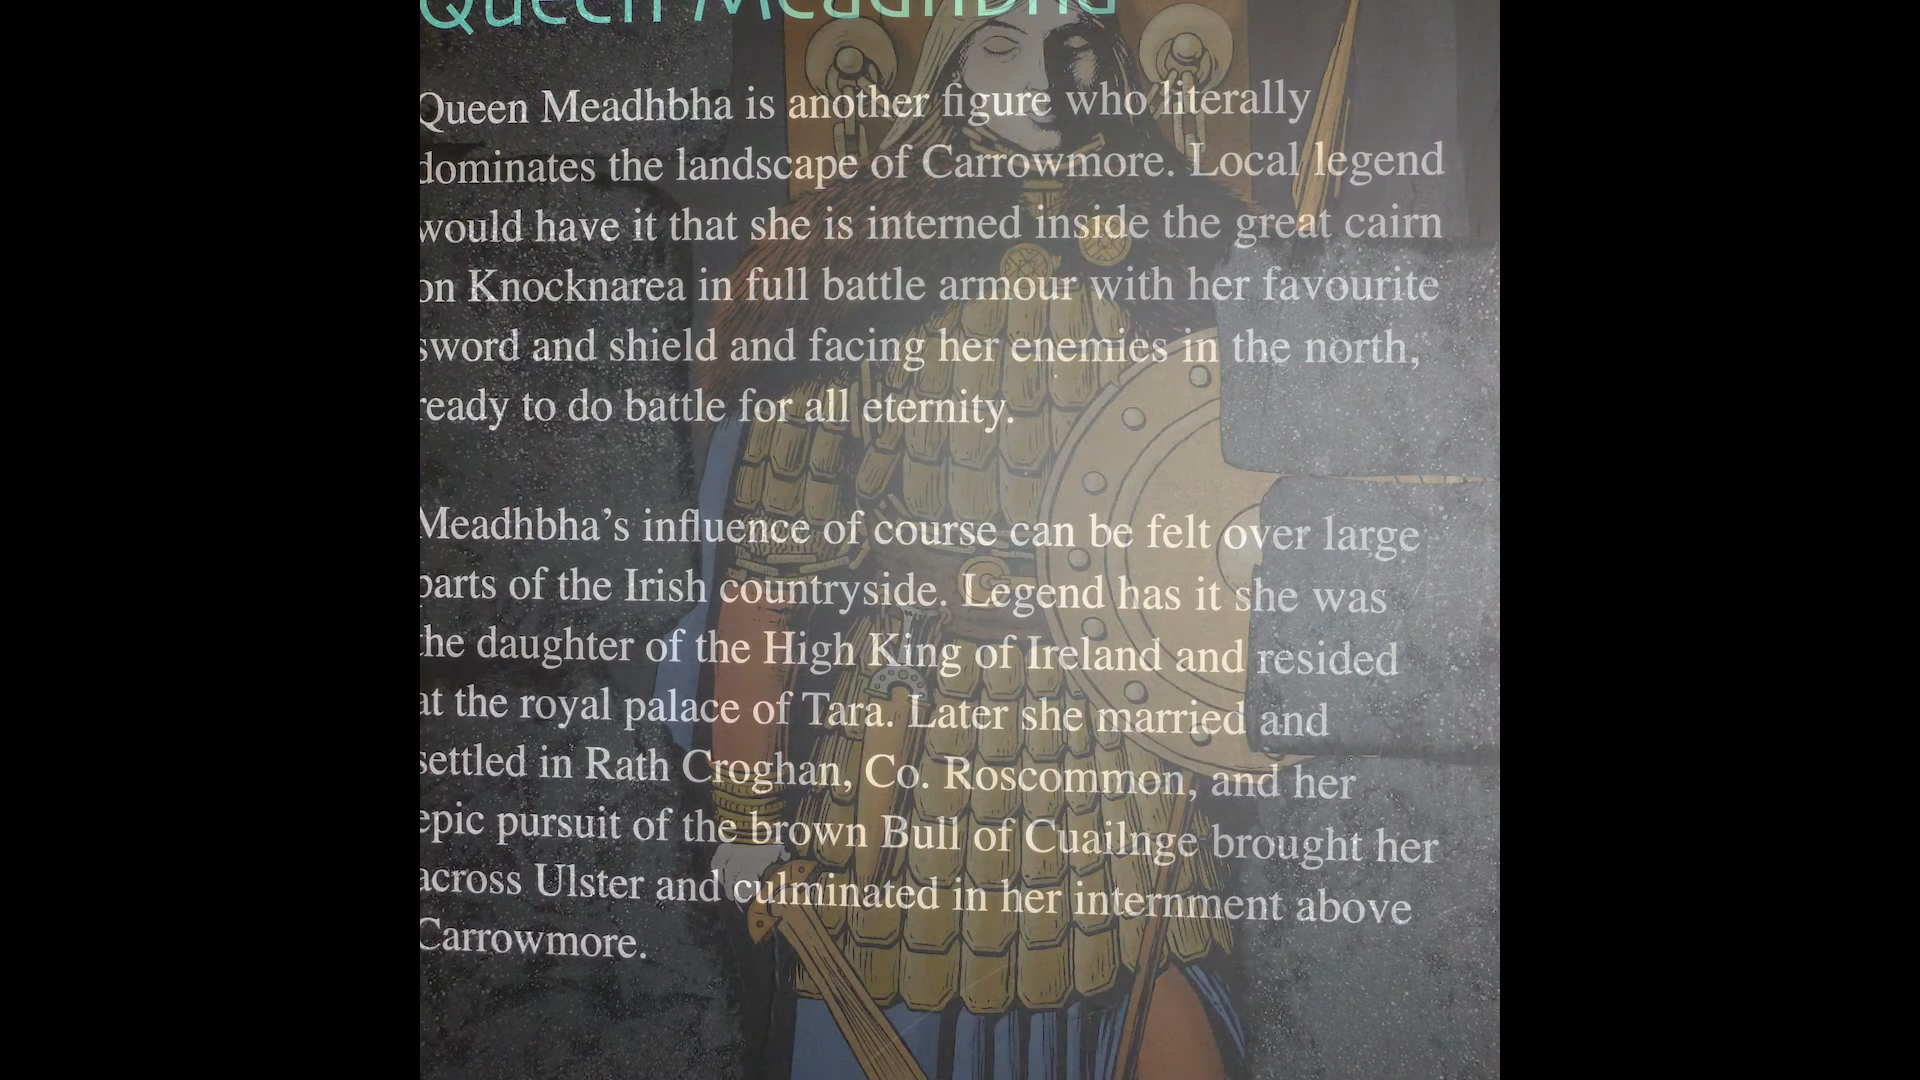 Queen Meadhbha
Queen Meadhbha is another figure who literally
dominates the landscape of Carrowmore. Local legend
would have it that she is interned inside the great cairn
on Knocknarea in full battle armour with her favourite
sword and shield and facing her enemies in the north,
ready to do battle for all eternity.
Meadhbha's influence of course can be felt over large
parts of the Irish countryside. Legend has it she was
the daughter of the High King of Ireland and resided
at the royal palace of Tara. Later she married and
settled in Rath Croghan, Co. Roscommon, and her
epic pursuit of the brown Bull of Cuailnge brought her
across Ulster and culminated in her internment above
Carrowmore.